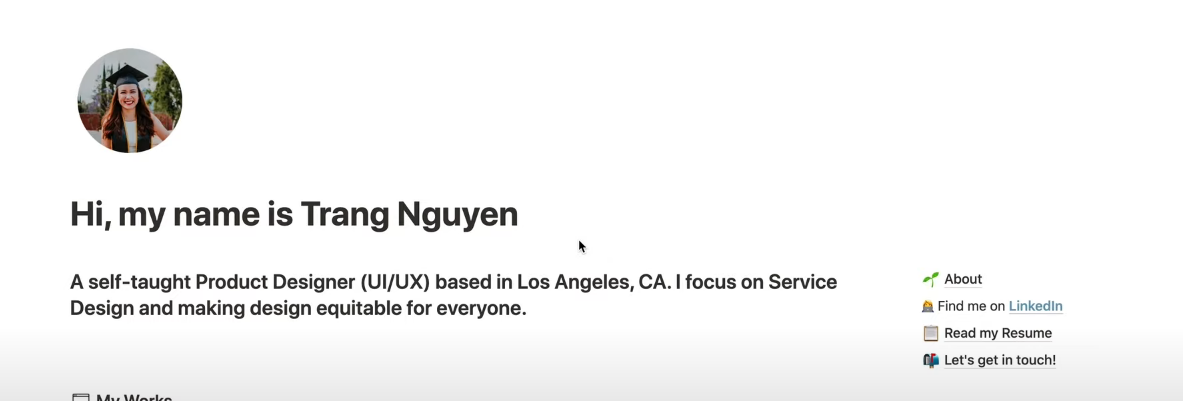 Hi, my name is Trang Nguyen
A self-taught Product Designer (UI/UX) based in Los Angeles, CA. I focus on Service
Design and making design equitable for everyone.
About
Find me on LinkedIn
Read my Resume
Let's get in touch!
My Works